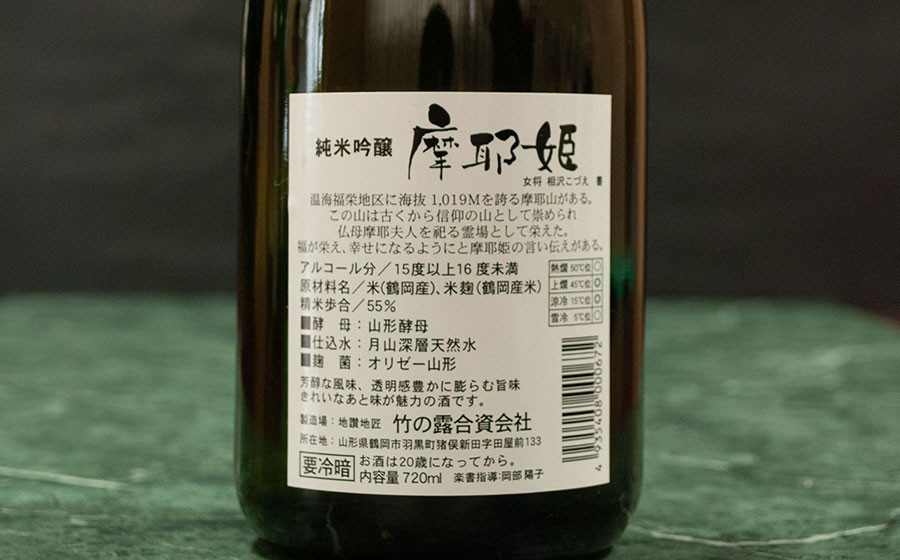 純米吟醸 摩耶姫
女将 相沢こづえ 書
温海福栄地区に海抜1,019Mを誇る摩耶山がある。
この山は古くから信仰の山として崇められ
仏母摩耶夫人を祀る霊場として栄えた。
福が栄え、幸せになるようにと摩耶姫の言い伝えがある。
アルコール分／15度以上16度未満
原材料名／米(鶴岡産)、米麹(鶴岡産米)
精米歩合／55%
■酵 母：山形酵母
■仕込水：月山深層天然水
■麹 菌：オリゼー山形
熱燗 50℃位 ○
上燗 45℃位 ○
涼冷 15℃位 ○
雪冷 5℃位 ○
芳醇な風味、透明感豊かに膨らむ旨味
きれいなあと味が魅力の酒です。
製造場：地讃地匠 竹の露合資会社
所在地：山形県鶴岡市羽黒町猪俣新田字田屋前133
要冷暗 お酒は20歳になってから。
内容量720ml 楽書指導:岡部 陽子
4 935408 000672